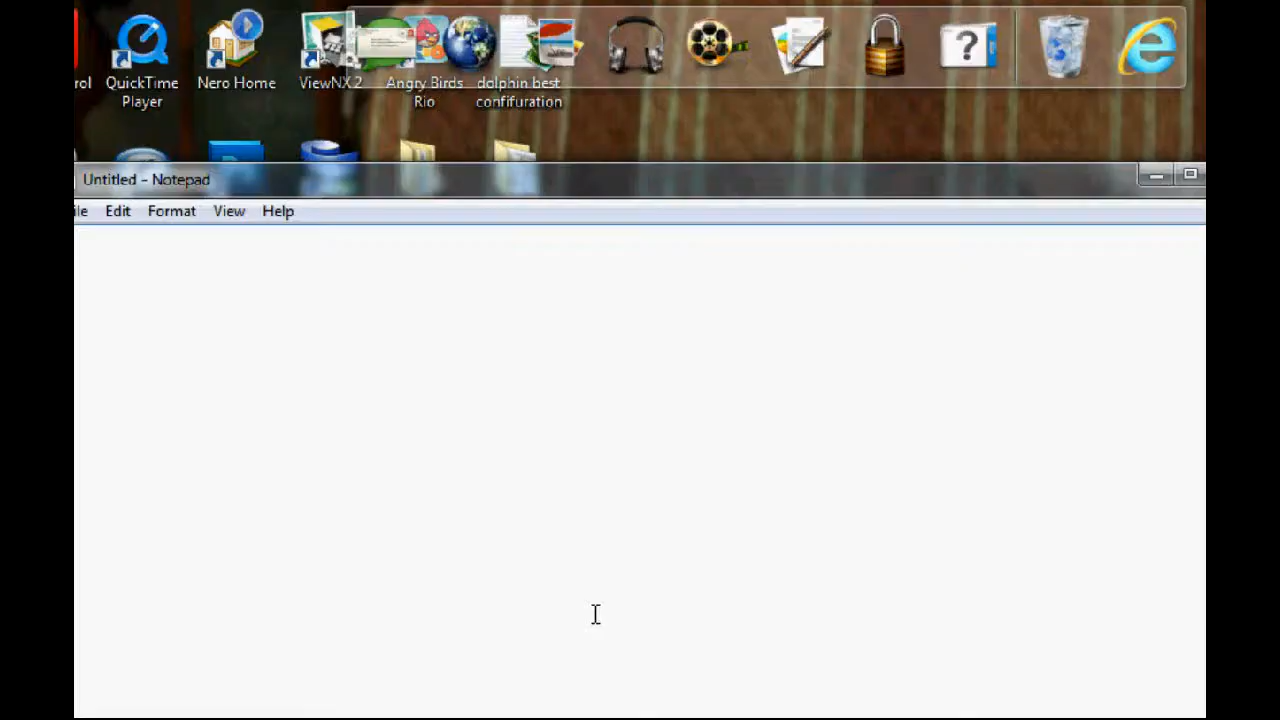 rol QuickTime Player
Nero Home
ViewNX 2
Angry Birds Rio
dolphin best confifuration
?
Untitled - Notepad
ile Edit Format View Help